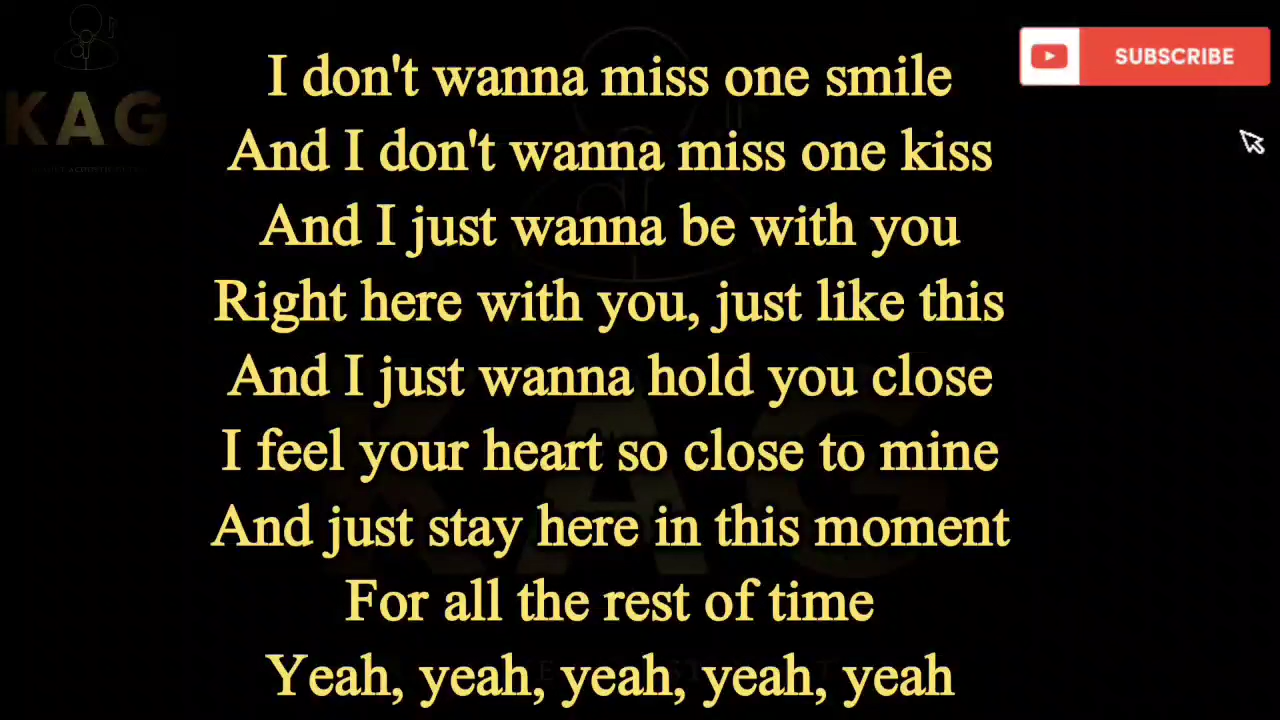 I don't wanna miss one smile
And I don't wanna miss one kiss
And I just wanna be with you
Right here with you, just like this
And I just wanna hold you close
I feel your heart so close to mine
And just stay here in this moment
For all the rest of time
Yeah, yeah, yeah, yeah, yeah
KAG
SUBSCRIBE
KAG